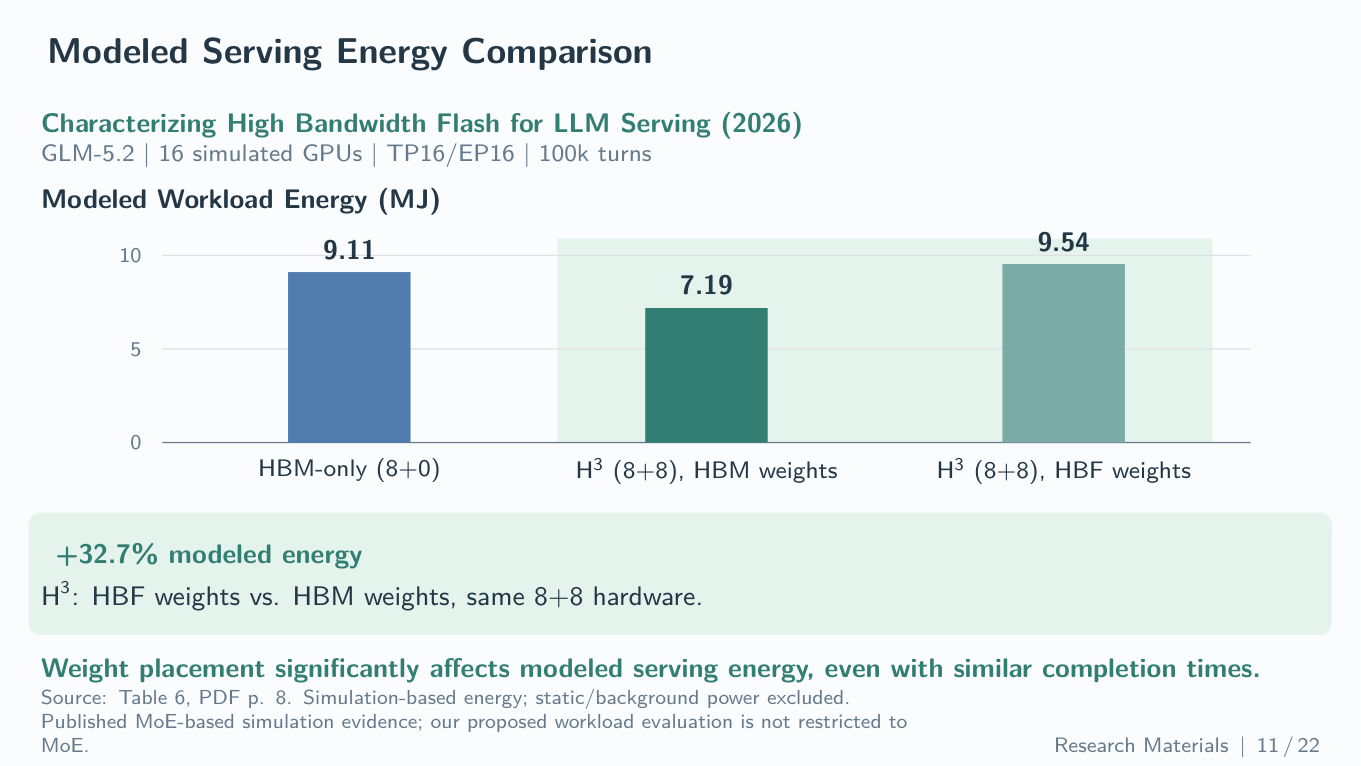 Modeled Serving Energy Comparison
Characterizing High Bandwidth Flash for LLM Serving (2026)
GLM-5.2 | 16 simulated GPUs | TP16/EP16 | 100k turns
Modeled Workload Energy (MJ)
10
5
0
9.11
7.19
9.54
HBM-only (8+0)
H³ (8+8), HBM weights
H³ (8+8), HBF weights
+32.7% modeled energy
H³: HBF weights vs. HBM weights, same 8+8 hardware.
Weight placement significantly affects modeled serving energy, even with similar completion times.
Source: Table 6, PDF p. 8. Simulation-based energy; static/background power excluded.
Published MoE-based simulation evidence; our proposed workload evaluation is not restricted to
MoE.
Research Materials | 11 / 22